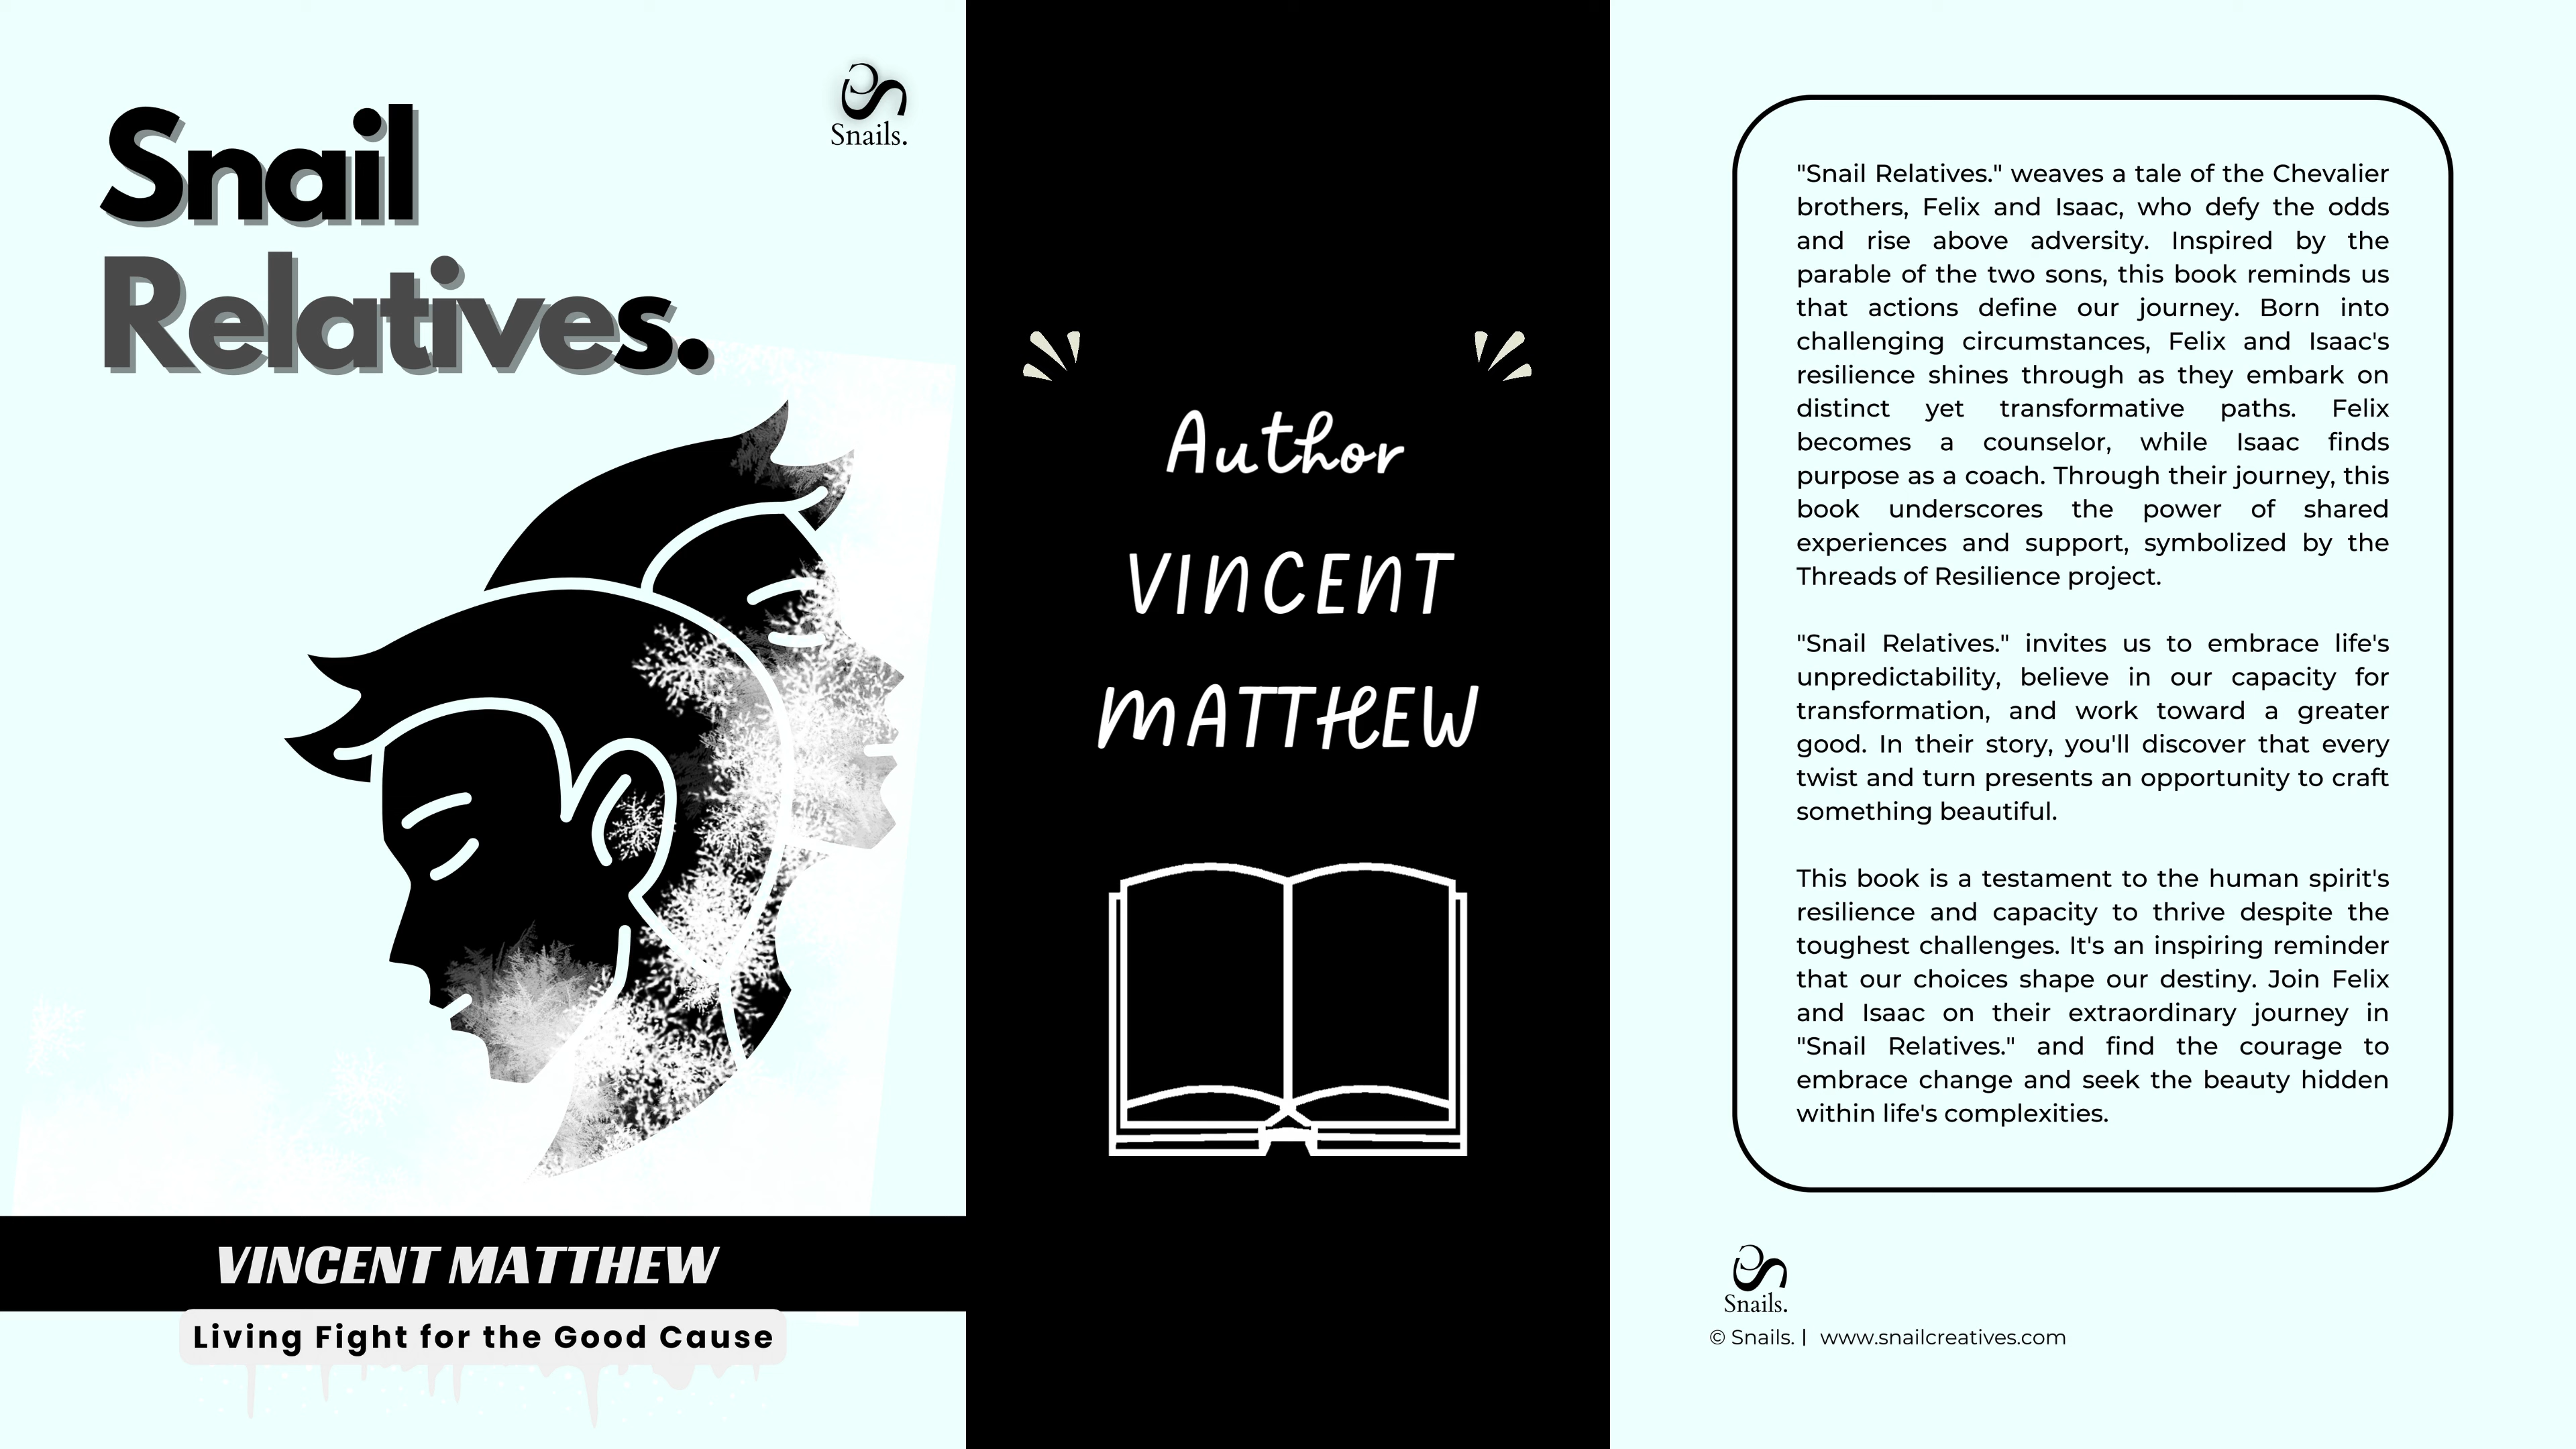 Snail
Relatives.
Snails.
VINCENT MATTHEW
Living Fight for the Good Cause
Author
VINCENT
MATTHEW
"Snail Relatives." weaves a tale of the Chevalier
brothers, Felix and Isaac, who defy the odds
and rise above adversity. Inspired by the
parable of the two sons, this book reminds us
that actions define our journey. Born into
challenging circumstances, Felix and Isaac's
resilience shines through as they embark on
distinct yet transformative paths. Felix
becomes a counselor, while Isaac finds
purpose as a coach. Through their journey, this
book underscores the power of shared
experiences and support, symbolized by the
Threads of Resilience project.
"Snail Relatives." invites us to embrace life's
unpredictability, believe in our capacity for
transformation, and work toward a greater
good. In their story, you'll discover that every
twist and turn presents an opportunity to craft
something beautiful.
This book is a testament to the human spirit's
resilience and capacity to thrive despite the
toughest challenges. It's an inspiring reminder
that our choices shape our destiny. Join Felix
and Isaac on their extraordinary journey in
"Snail Relatives." and find the courage to
embrace change and seek the beauty hidden
within life's complexities.
Snails.
© Snails. | www.snailcreatives.com